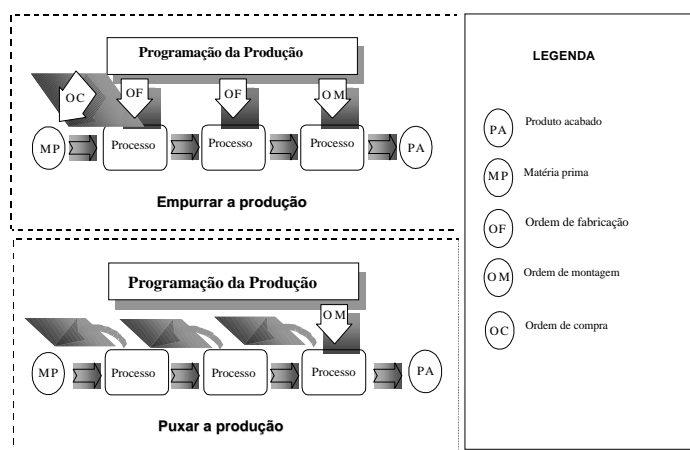 Programação da Produção
OC
OF
OF
OM
MP
Processo
Processo
Processo
PA
Empurrar a produção
Programação da Produção
OM
MP
Processo
Processo
Processo
PA
Puxar a produção
LEGENDA
PA Produto acabado
MP Matéria prima
OF Ordem de fabricação
OM Ordem de montagem
OC Ordem de compra